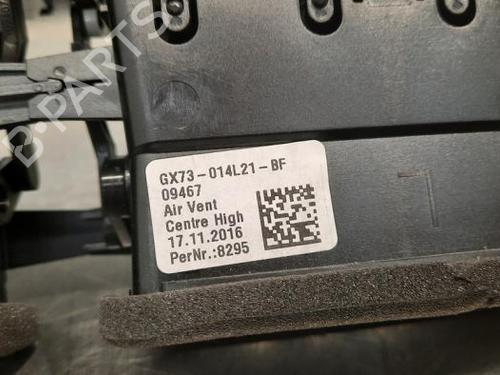 GX73-014L21-BF
09467
Air Vent
Centre High
17.11.2016
PerNr.:8295
B-PARTS